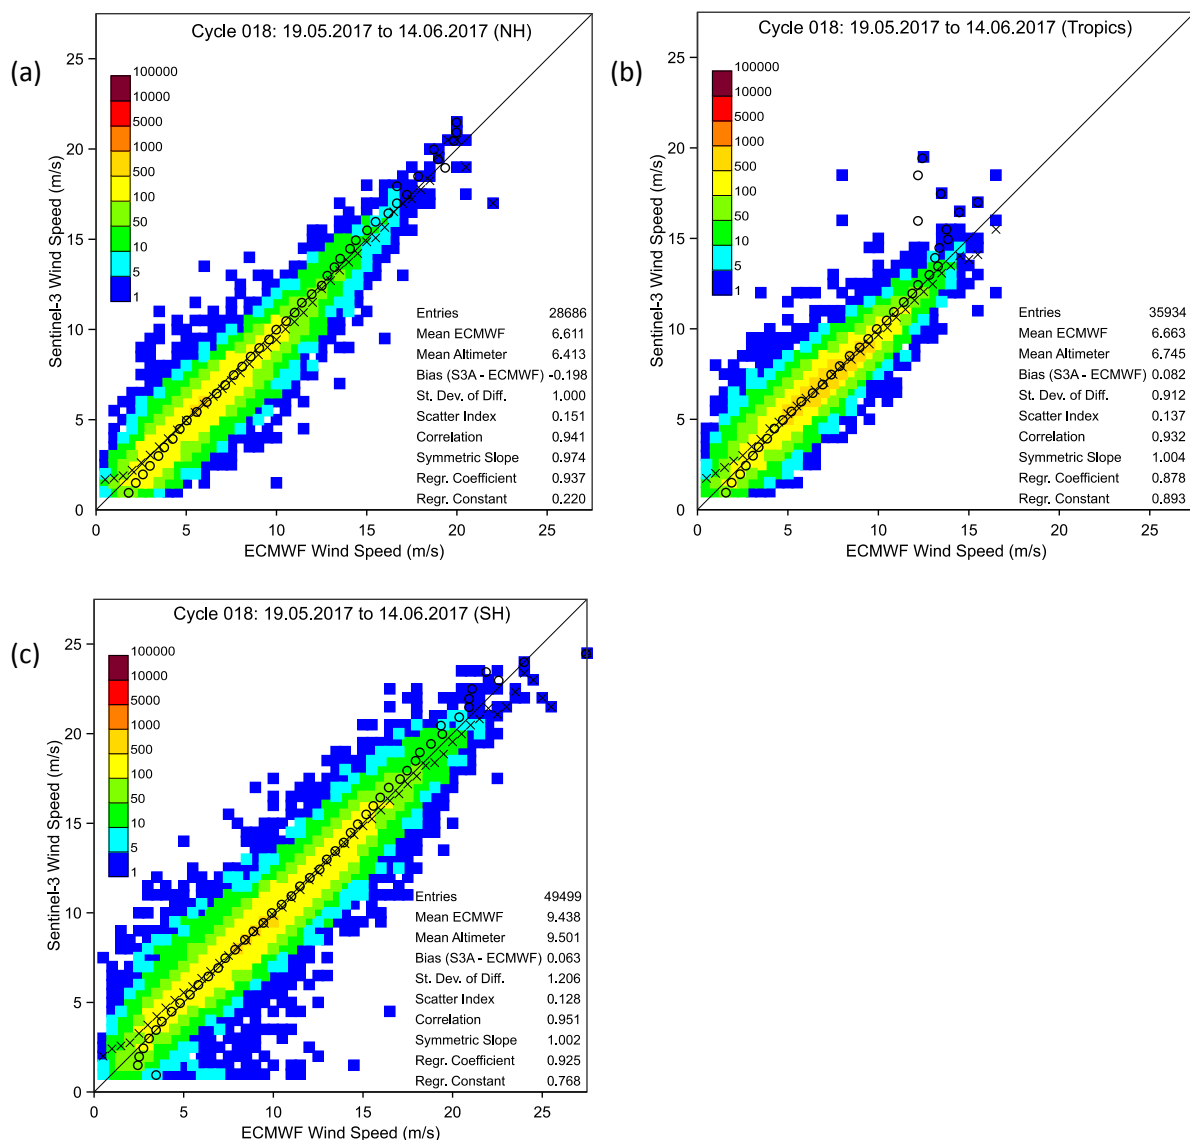 (a)
Cycle 018: 19.05.2017 to 14.06.2017 (NH)
100000
10000
5000
1000
500
100
50
10
5
1
Sentinel-3 Wind Speed (m/s)
25
20
15
10
5
0
Entries 28686
Mean ECMWF 6.611
Mean Altimeter 6.413
Bias (S3A - ECMWF) -0.198
St. Dev. of Diff. 1.000
Scatter Index 0.151
Correlation 0.941
Symmetric Slope 0.974
Regr. Coefficient 0.937
Regr. Constant 0.220
0 5 10 15 20 25
ECMWF Wind Speed (m/s)
(b)
Cycle 018: 19.05.2017 to 14.06.2017 (Tropics)
100000
10000
5000
1000
500
100
50
10
5
1
Sentinel-3 Wind Speed (m/s)
25
20
15
10
5
0
Entries 35934
Mean ECMWF 6.663
Mean Altimeter 6.745
Bias (S3A - ECMWF) 0.082
St. Dev. of Diff. 0.912
Scatter Index 0.137
Correlation 0.932
Symmetric Slope 1.004
Regr. Coefficient 0.878
Regr. Constant 0.893
0 5 10 15 20 25
ECMWF Wind Speed (m/s)
(c)
Cycle 018: 19.05.2017 to 14.06.2017 (SH)
100000
10000
5000
1000
500
100
50
10
5
1
Sentinel-3 Wind Speed (m/s)
25
20
15
10
5
0
Entries 49499
Mean ECMWF 9.438
Mean Altimeter 9.501
Bias (S3A - ECMWF) 0.063
St. Dev. of Diff. 1.206
Scatter Index 0.128
Correlation 0.951
Symmetric Slope 1.002
Regr. Coefficient 0.925
Regr. Constant 0.768
0 5 10 15 20 25
ECMWF Wind Speed (m/s)